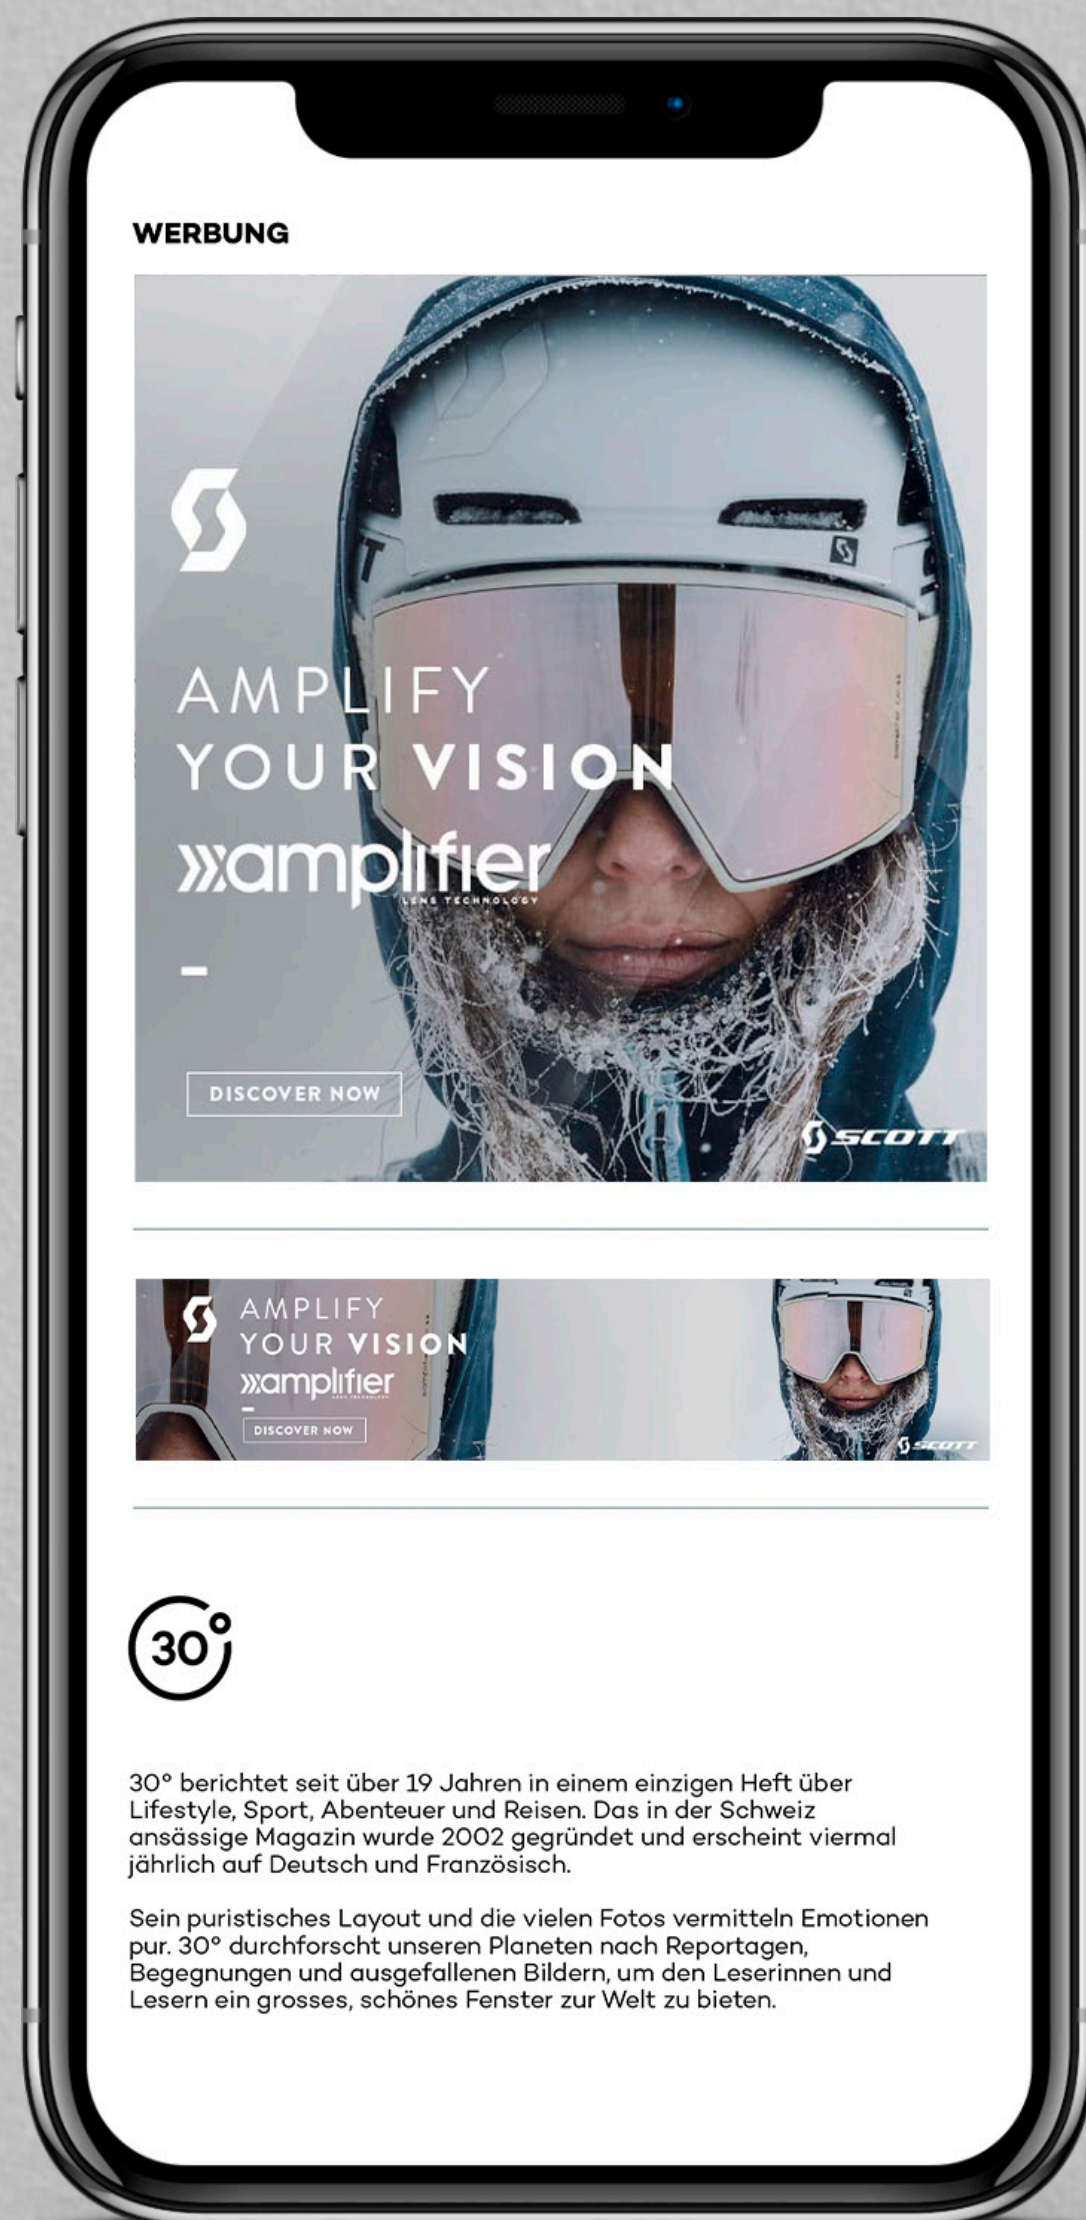 WERBUNG
T
AMPLIFY
YOUR VISION
amplifier
LENS TECHNOLOGY
DISCOVER NOW
SCOTT
AMPLIFY
YOUR VISION
amplifier
LENS TECHNOLOGY
DISCOVER NOW
SCOTT
30°
30° berichtet seit über 19 Jahren in einem einzigen Heft über
Lifestyle, Sport, Abenteuer und Reisen. Das in der Schweiz
ansässige Magazin wurde 2002 gegründet und erscheint viermal
jährlich auf Deutsch und Französisch.
Sein puristisches Layout und die vielen Fotos vermitteln Emotionen
pur. 30° durchforscht unseren Planeten nach Reportagen,
Begegnungen und ausgefallenen Bildern, um den Leserinnen und
Lesern ein grosses, schönes Fenster zur Welt zu bieten.